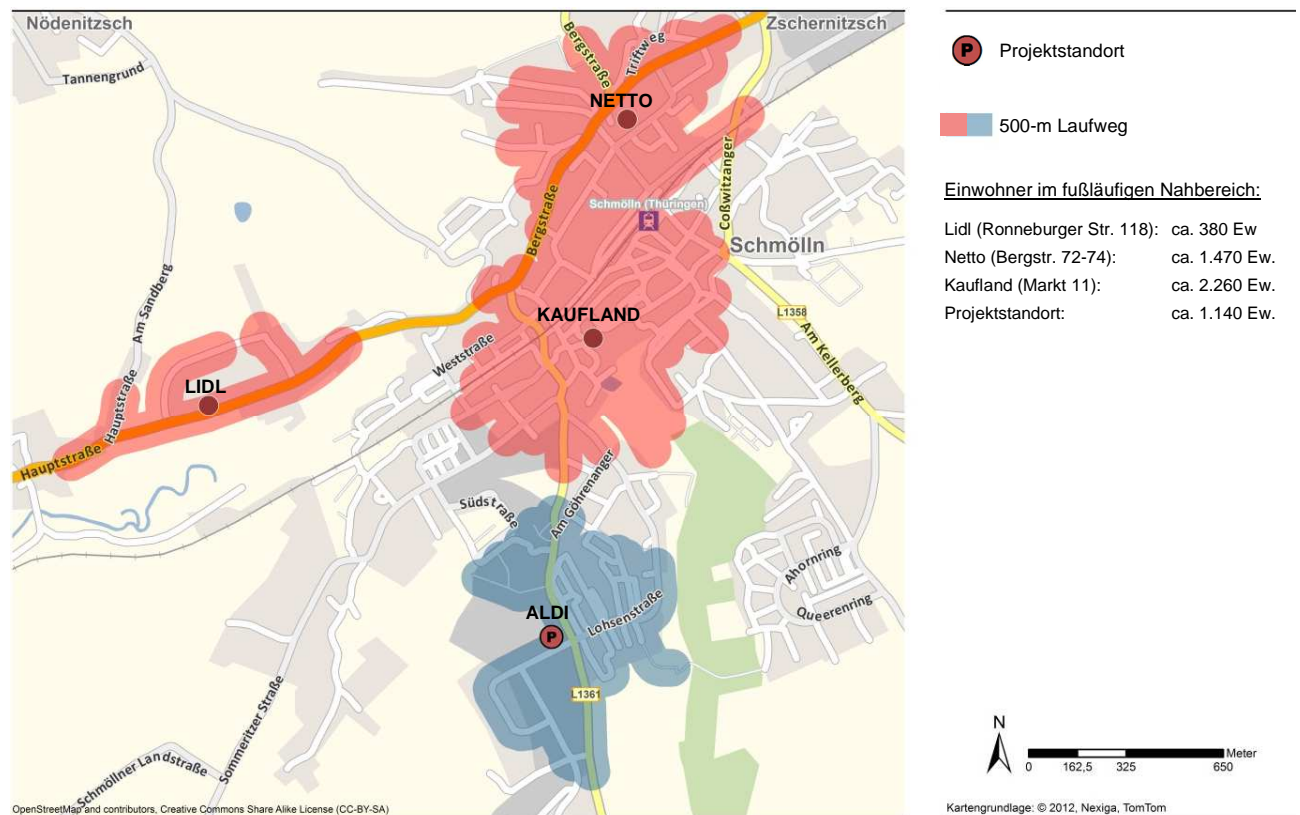 Nödenitzsch
Zschernitzsch
Tannengrund
Bergstraße
Triftweg
NETTO
Coßwitzanger
Schmölln (Thüringen)
Bergstraße
Schmölln
Am Sandberg
KAUFLAND
L1358
Weststraße
Am Kellerberg
LIDL
Hauptstraße
Hauptstraße
Südstraße
Am Göhrenanger
Ahornring
Queerenring
ALDI
Lohsenstraße
P
L1361
Sommeritzer Straße
Schmöllner Landstraße
OpenStreetMap and contributors, Creative Commons Share Alike License (CC-BY-SA)
P Projektstandort
500-m Laufweg
Einwohner im fußläufigen Nahbereich:
Lidl (Ronneburger Str. 118): ca. 380 Ew
Netto (Bergstr. 72-74): ca. 1.470 Ew.
Kaufland (Markt 11): ca. 2.260 Ew.
Projektstandort: ca. 1.140 Ew.
N
Meter
0 162,5 325 650
Kartengrundlage: © 2012, Nexiga, TomTom